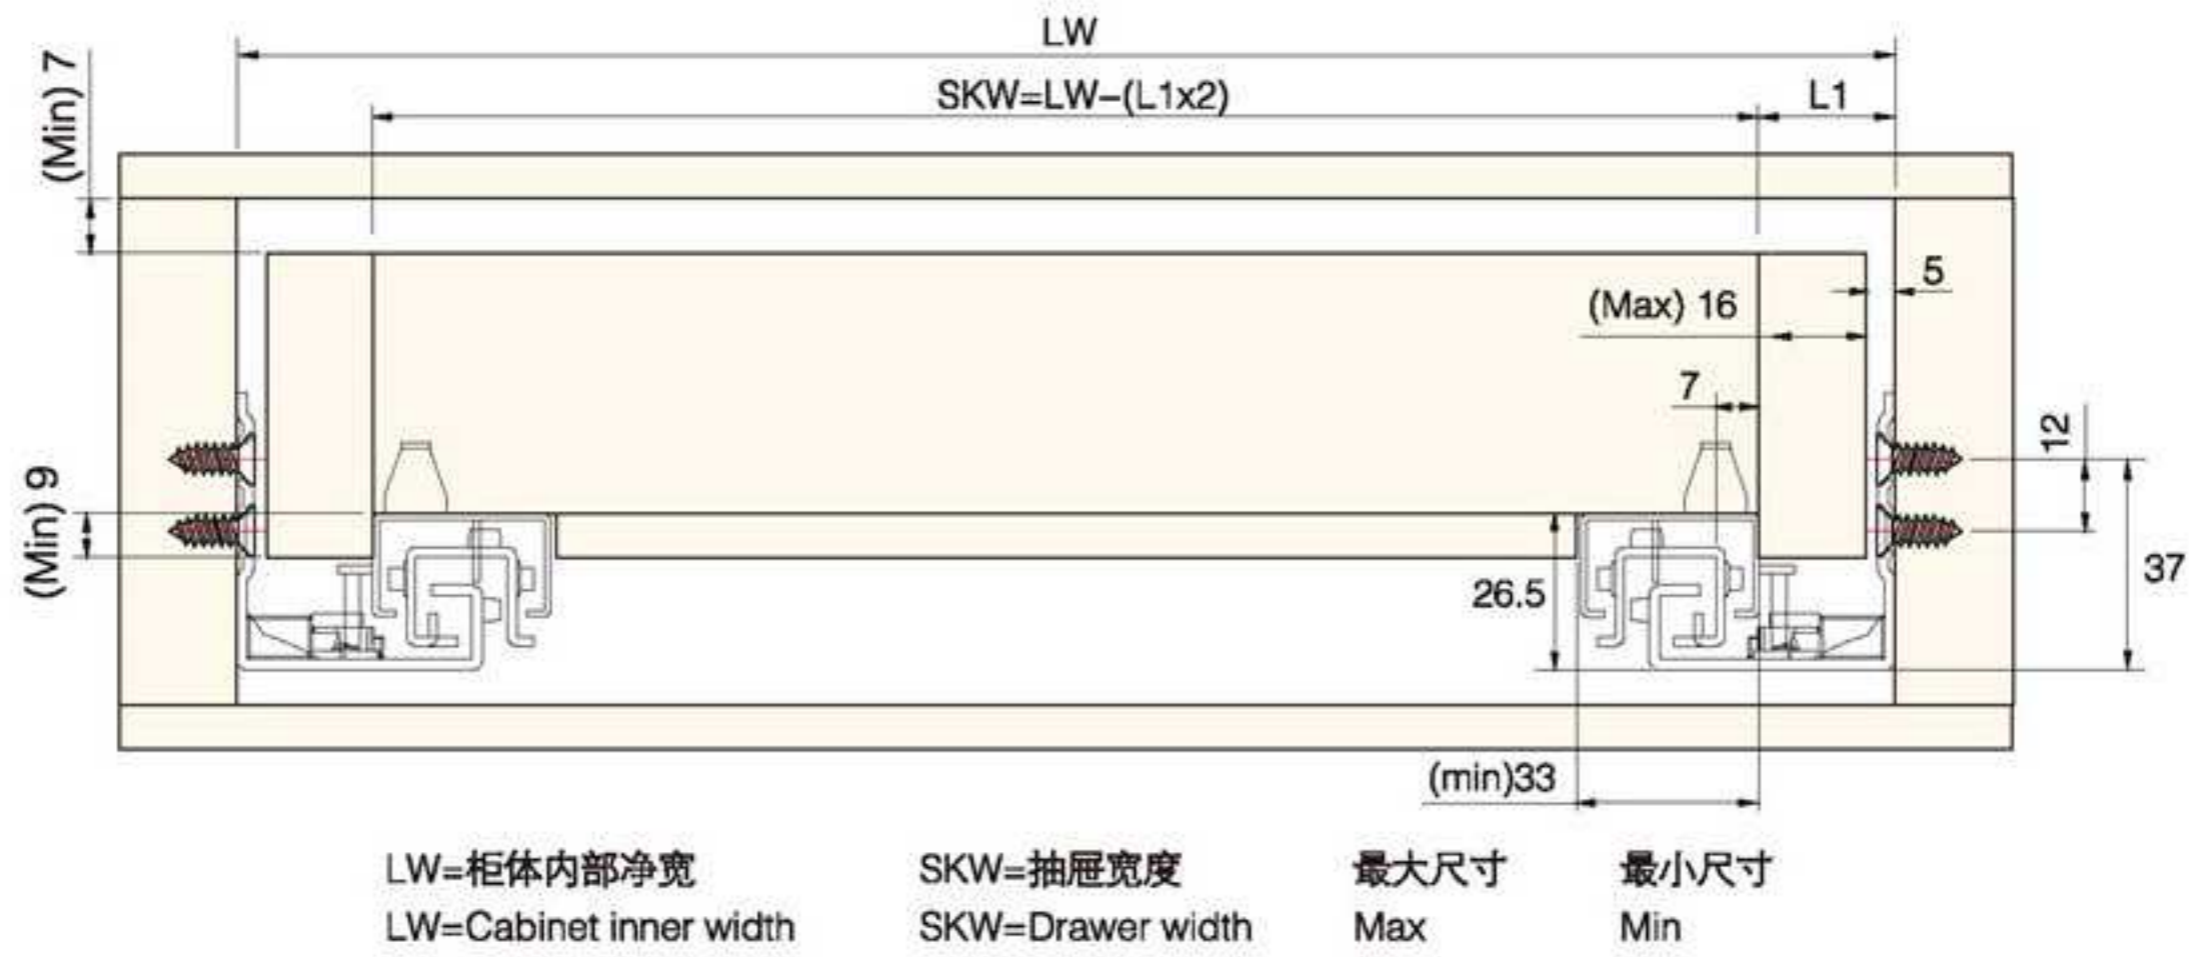 LW
SKW=LW-(L1x2)
L1
(Min) 7
5
(Max) 16
7
12
(Min) 9
37
26.5
(min)33
LW=柜体内部净宽 SKW=抽屉宽度 最大尺寸 最小尺寸
LW=Cabinet inner width SKW=Drawer width Max Min